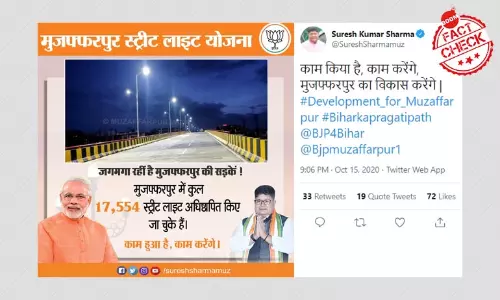 मुजफ्फरपुर स्ट्रीट लाइट योजना
जगमगा रहीं है मुजफ्फरपुर की सड़के !
मुजफ्फरपुर में कुल
17,554 स्ट्रीट लाइट अधिष्ठापित किए
जा चुके हैं।
काम हुआ है, काम करेंगे।
/sureshsharmamuz
Suresh Kumar Sharma
@SureshSharmamuz
काम किया है, काम करेंगे,
मुजफ्फरपुर का विकास करेंगे |
#Development_for_Muzaffar
pur #Biharkapragatipath
@BJP4Bihar
@Bjpmuzaffarpur1
9:06 PM · Oct 15, 2020 · Twitter Web App
33 Retweets 19 Quote Tweets 72 Likes
FACT
CHECK